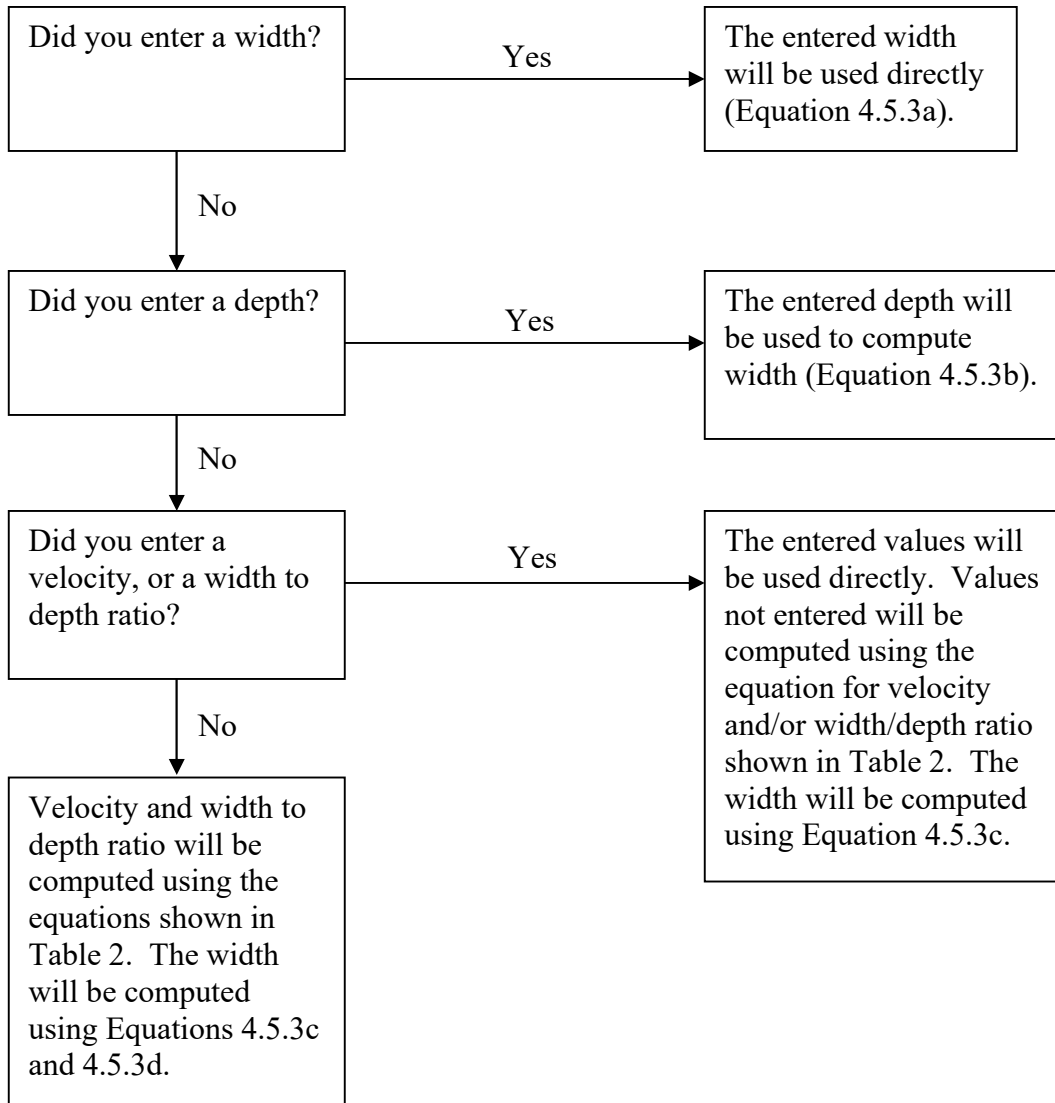 Did you enter a width?
Yes
The entered width
will be used directly
(Equation 4.5.3a).
No
Did you enter a depth?
Yes
The entered depth will
be used to compute
width (Equation 4.5.3b).
No
Did you enter a
velocity, or a width to
depth ratio?
Yes
The entered values will
be used directly.  Values
not entered will be
computed using the
equation for velocity
and/or width/depth ratio
shown in Table 2.  The
width will be computed
using Equation 4.5.3c.
No
Velocity and width to
depth ratio will be
computed using the
equations shown in
Table 2.  The width
will be computed
using Equations 4.5.3c
and 4.5.3d.